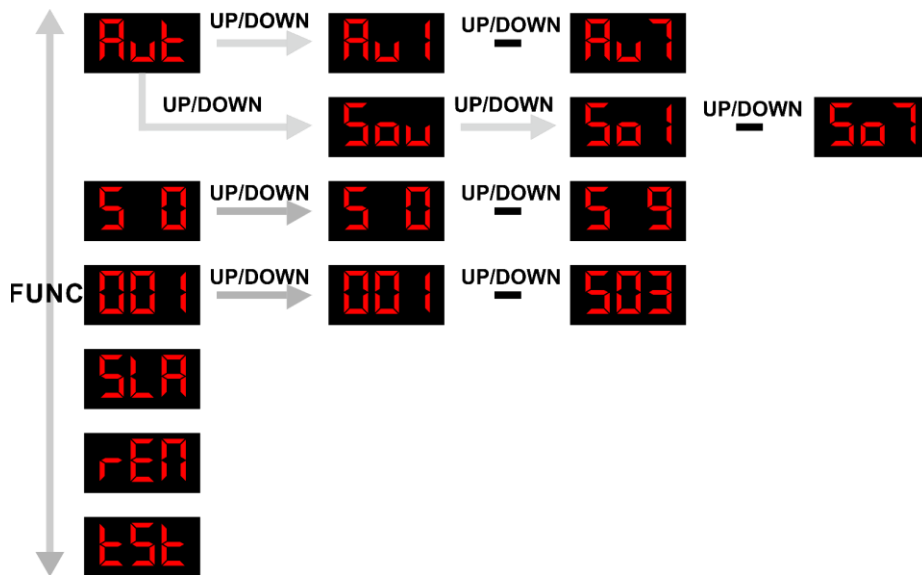 Aut UP/DOWN Au1 UP/DOWN Au7
UP/DOWN Sou UP/DOWN So1 UP/DOWN So7
S 0 UP/DOWN S 0 UP/DOWN S 9
FUNC 001 UP/DOWN 001 UP/DOWN 503
SLA
rEM
tSt